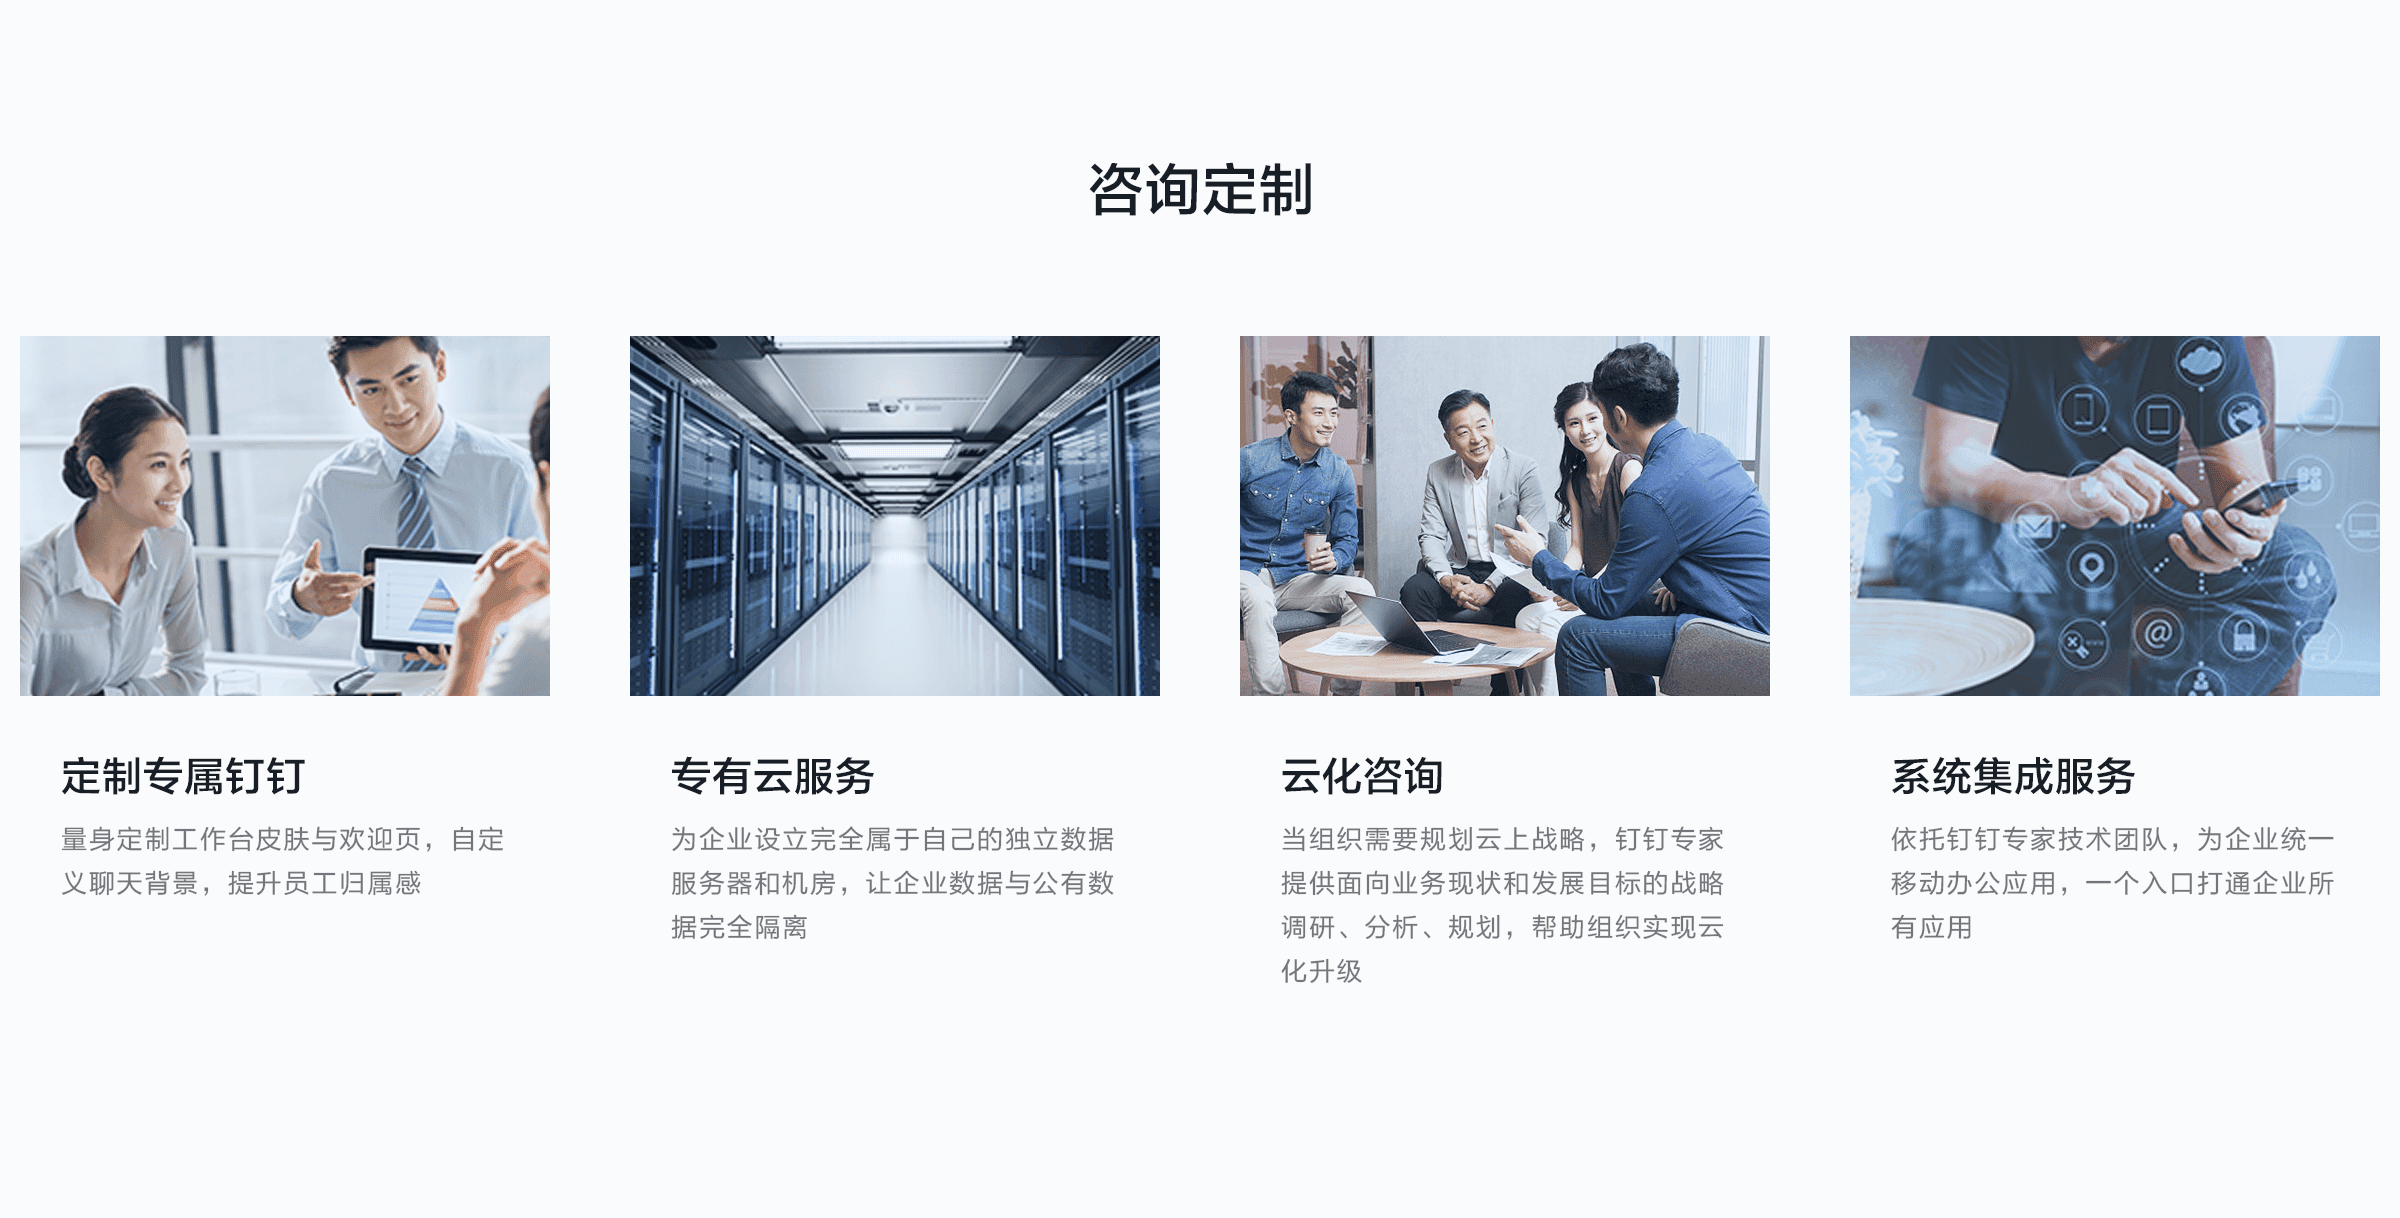 咨询定制
定制专属钉钉
量身定制工作台皮肤与欢迎页，自定
义聊天背景，提升员工归属感
专有云服务
为企业设立完全属于自己的独立数据
服务器和机房，让企业数据与公有数
据完全隔离
云化咨询
当组织需要规划云上战略，钉钉专家
提供面向业务现状和发展目标的战略
调研、分析、规划，帮助组织实现云
化升级
系统集成服务
依托钉钉专家技术团队，为企业统一
移动办公应用，一个入口打通企业所
有应用